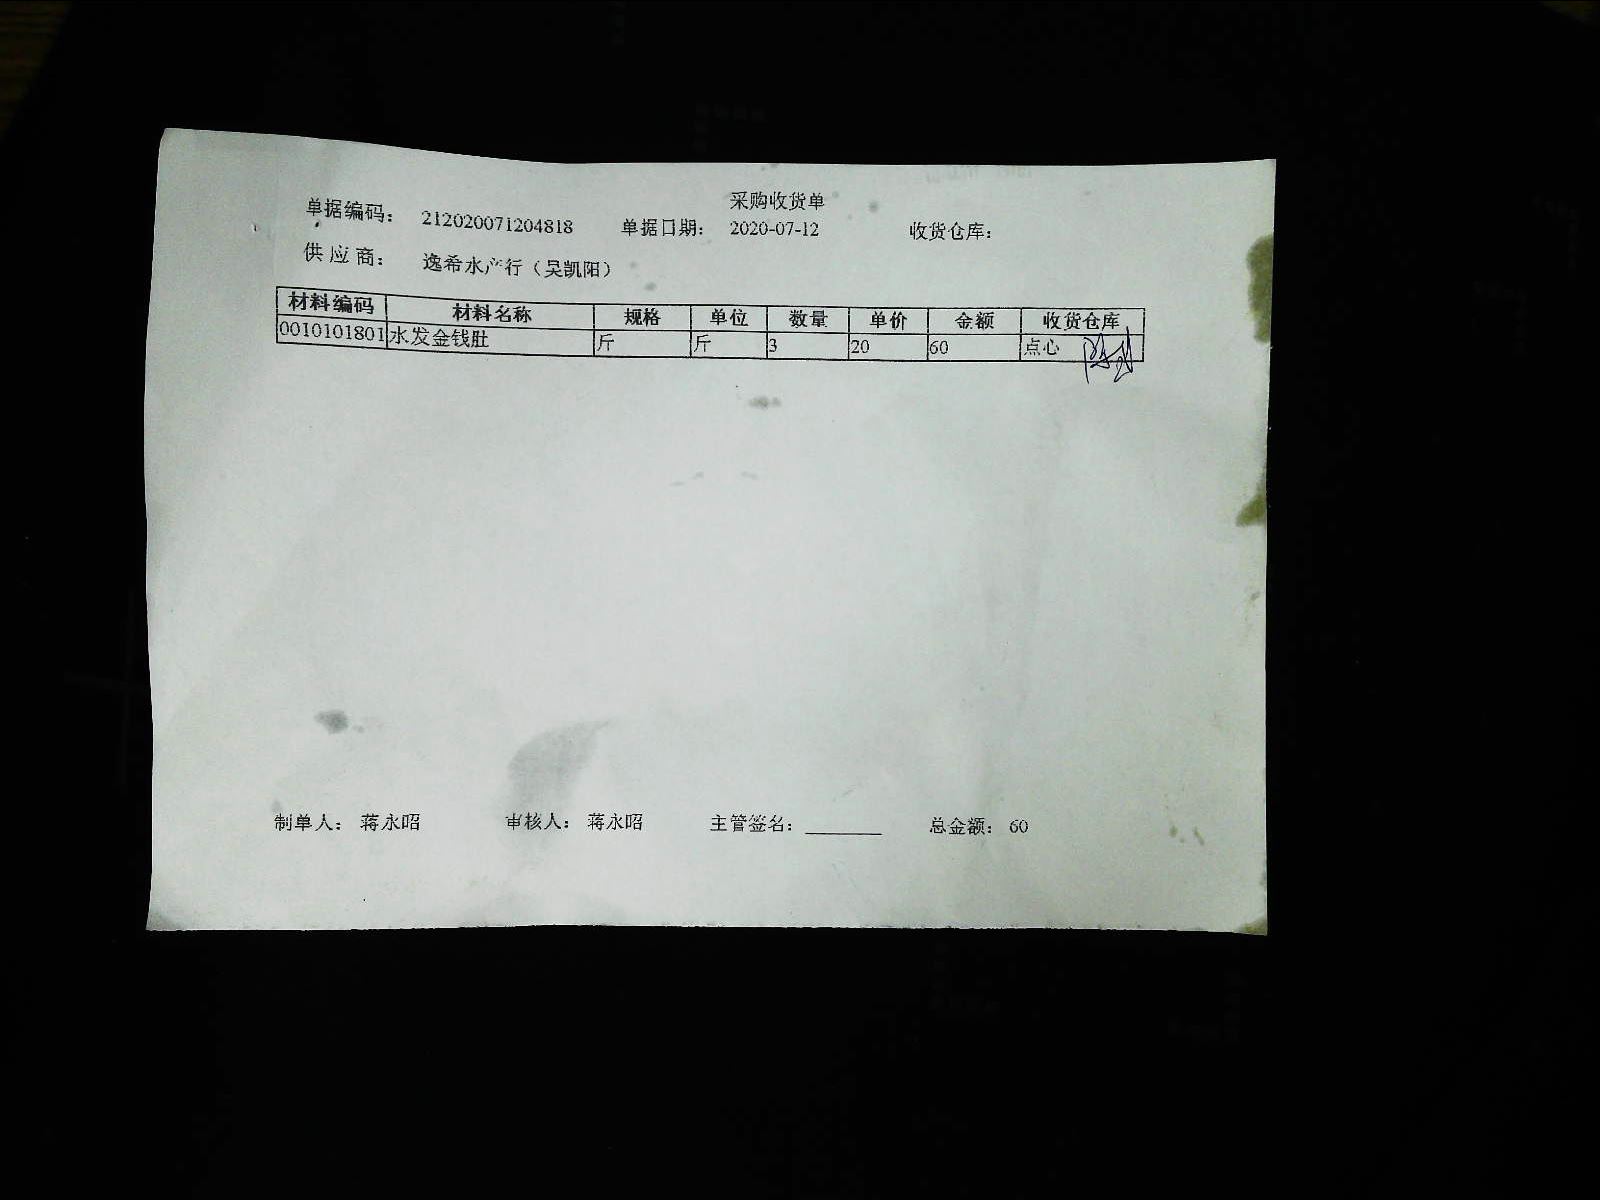 采购收货单
单据编码： 212020071204818 单据日期： 2020-07-12 收货仓库：
供应商： 逸希水产行（吴凯阳）
材料编码 材料名称 规格 单位 数量 单价 金额 收货仓库
0010101801 水发金钱肚 斤 斤 3 20 60 点心
制单人： 蒋永昭 审核人： 蒋永昭 主管签名：________ 总金额： 60